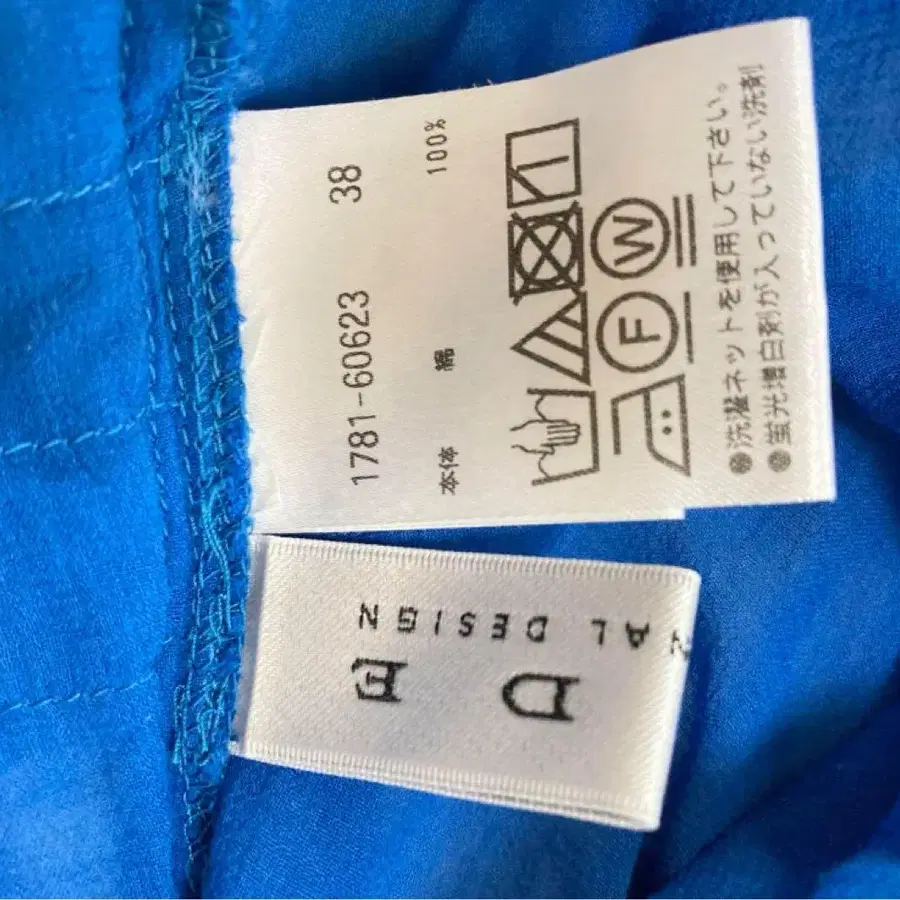 1781-60623 38
本体 綿 100%
W
F
●洗濯ネットを使用して下さい。
●蛍光増白剤が入っていない洗剤
AL DESIGN